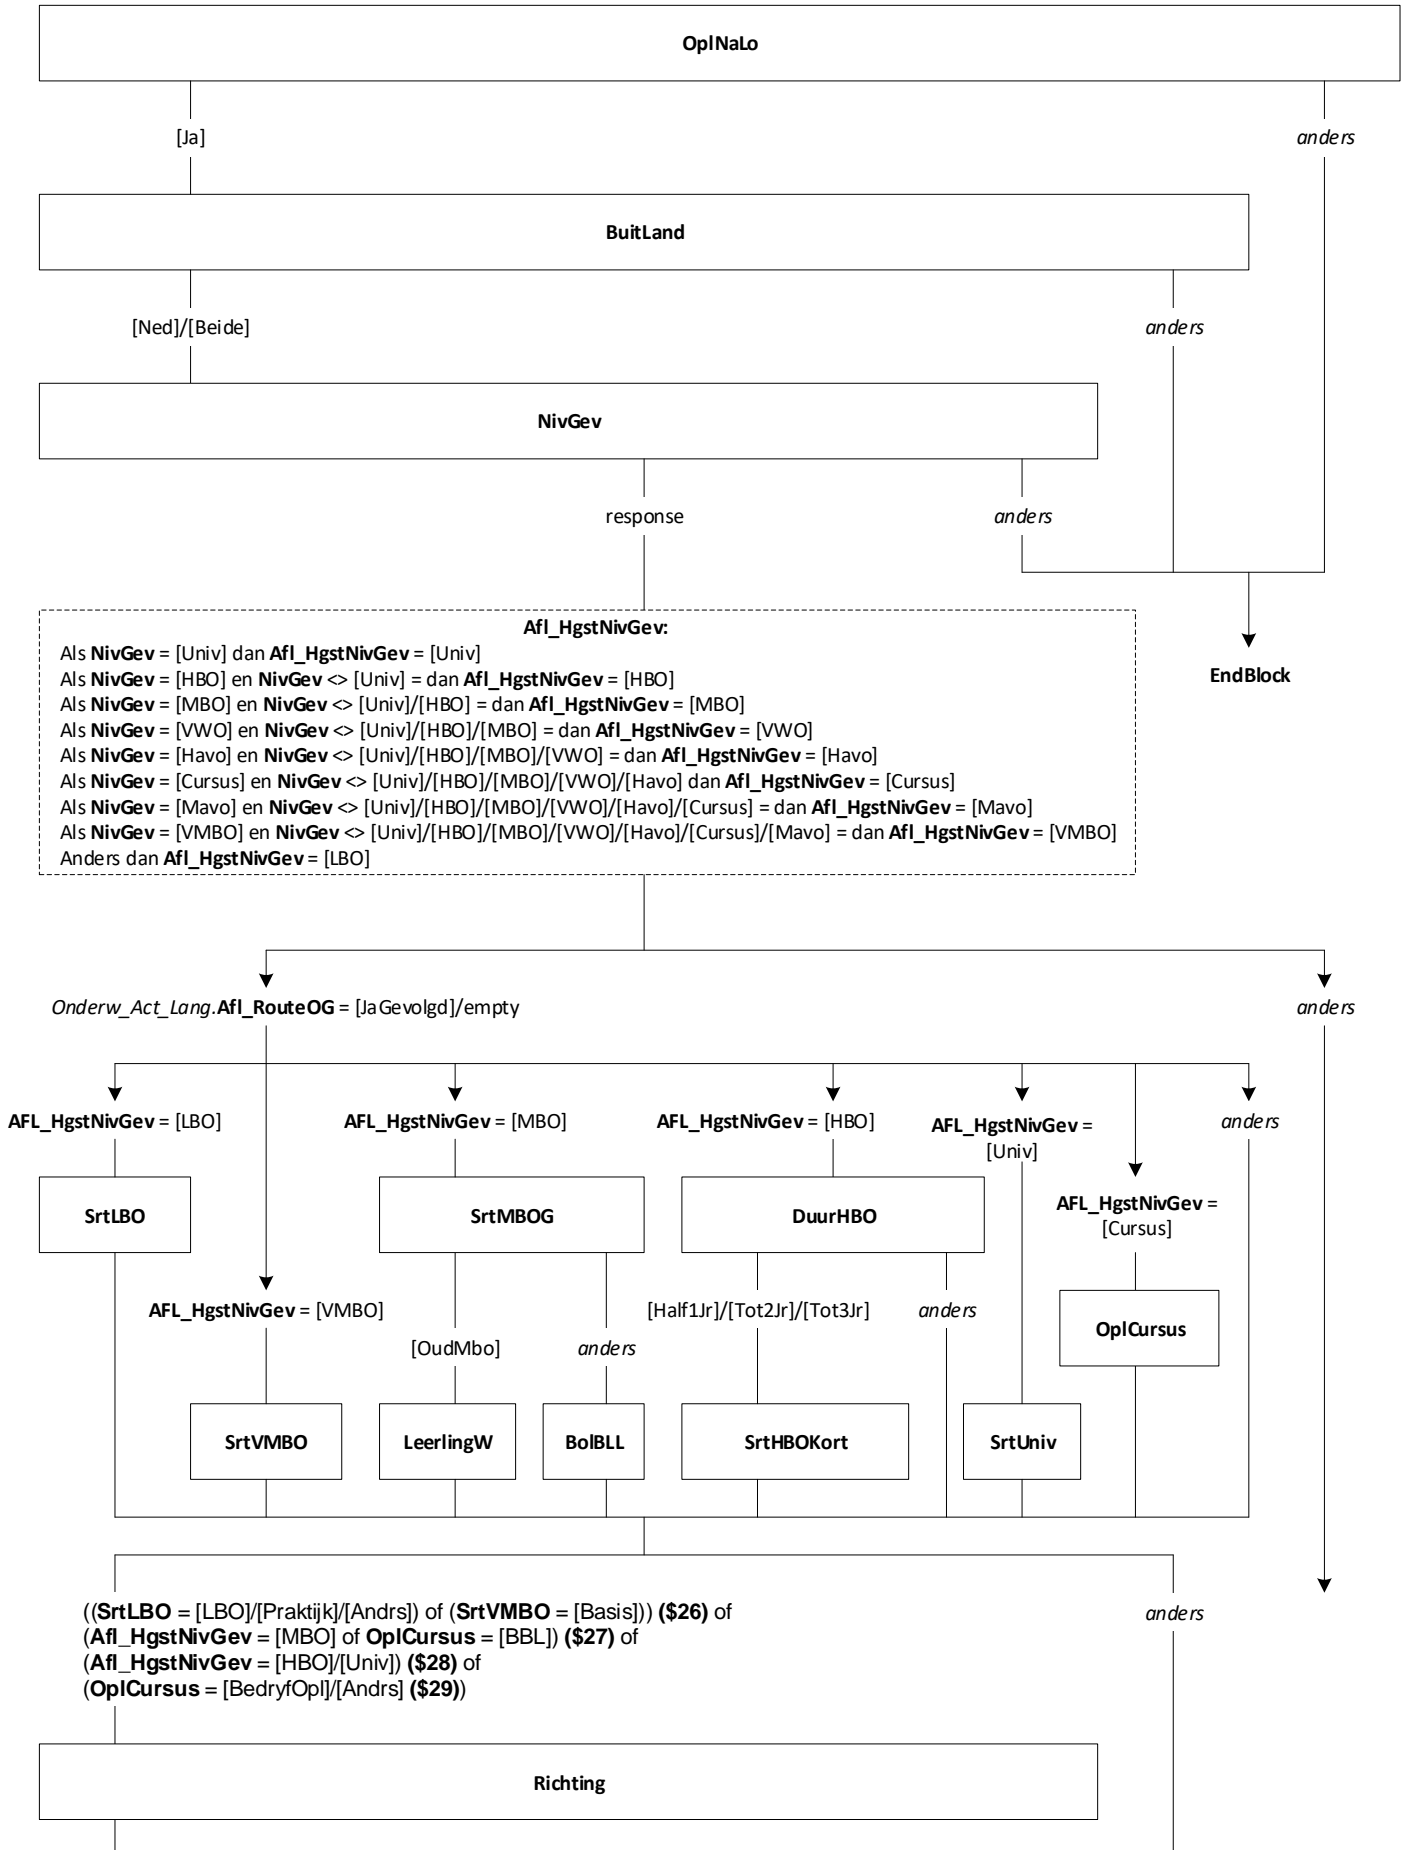 OplNaLo
[Ja]
anders
BuitLand
[Ned]/[Beide]
anders
NivGev
response
anders
Afl_HgstNivGev:
Als NivGev = [Univ] dan Afl_HgstNivGev = [Univ]
Als NivGev = [HBO] en NivGev <> [Univ] = dan Afl_HgstNivGev = [HBO]
Als NivGev = [MBO] en NivGev <> [Univ]/[HBO] = dan Afl_HgstNivGev = [MBO]
Als NivGev = [VWO] en NivGev <> [Univ]/[HBO]/[MBO] = dan Afl_HgstNivGev = [VWO]
Als NivGev = [Havo] en NivGev <> [Univ]/[HBO]/[MBO]/[VWO] = dan Afl_HgstNivGev = [Havo]
Als NivGev = [Cursus] en NivGev <> [Univ]/[HBO]/[MBO]/[VWO]/[Havo] dan Afl_HgstNivGev = [Cursus]
Als NivGev = [Mavo] en NivGev <> [Univ]/[HBO]/[MBO]/[VWO]/[Havo]/[Cursus] = dan Afl_HgstNivGev = [Mavo]
Als NivGev = [VMBO] en NivGev <> [Univ]/[HBO]/[MBO]/[VWO]/[Havo]/[Cursus]/[Mavo] = dan Afl_HgstNivGev = [VMBO]
Anders dan Afl_HgstNivGev = [LBO]
EndBlock
Onderw_Act_Lang.Afl_RouteOG = [JaGevolgd]/empty
anders
AFL_HgstNivGev = [LBO]
AFL_HgstNivGev = [MBO]
AFL_HgstNivGev = [HBO]
AFL_HgstNivGev =
[Univ]
anders
SrtLBO
SrtMBOG
DuurHBO
AFL_HgstNivGev =
[Cursus]
AFL_HgstNivGev = [VMBO]
[OudMbo]
anders
[Half1Jr]/[Tot2Jr]/[Tot3Jr]
anders
OplCursus
SrtVMBO
LeerlingW
BolBLL
SrtHBOKort
SrtUniv
((SrtLBO = [LBO]/[Praktijk]/[Andrs]) of (SrtVMBO = [Basis])) ($26) of
(Afl_HgstNivGev = [MBO] of OplCursus = [BBL]) ($27) of
(Afl_HgstNivGev = [HBO]/[Univ]) ($28) of
(OplCursus = [BedryfOpl]/[Andrs] ($29))
anders
Richting